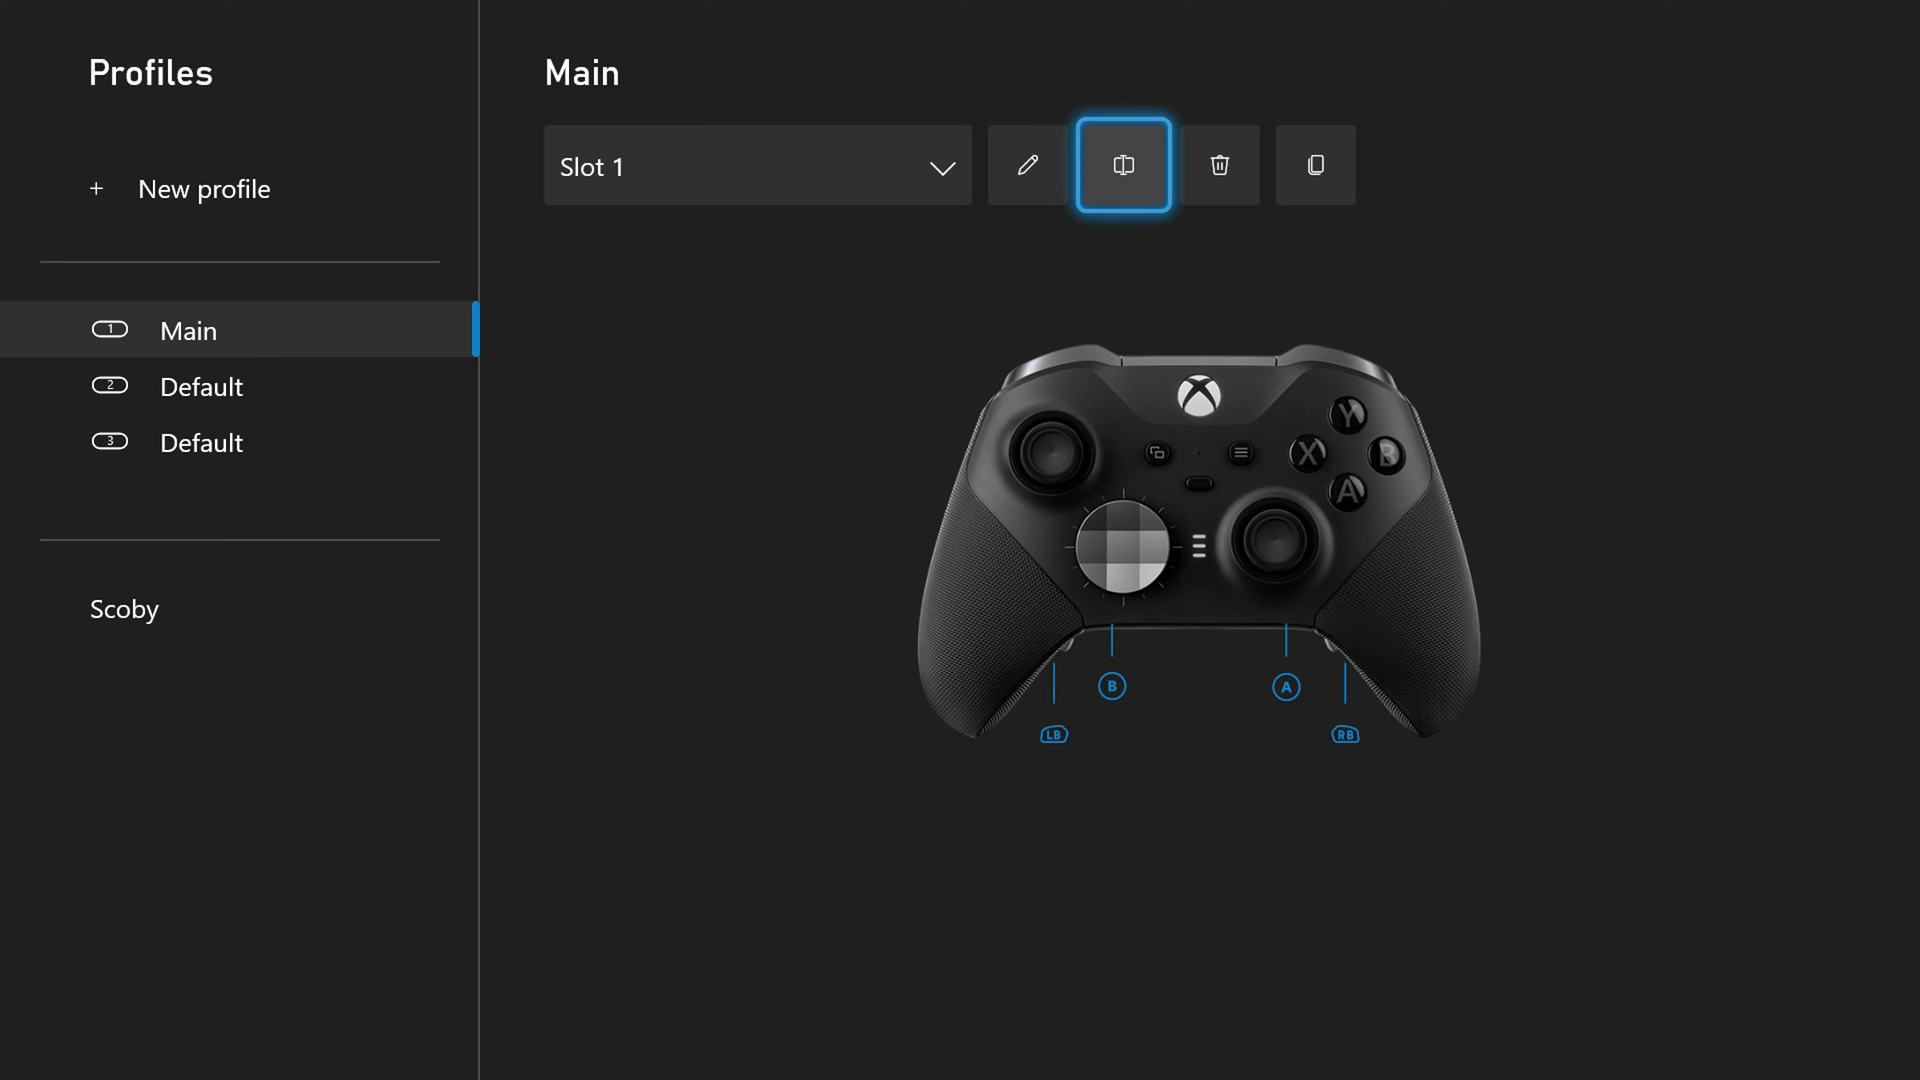 Profiles
+ New profile
1 Main
2 Default
3 Default
Scoby
Main
Slot 1
Y
X
B
A
B
A
LB
RB